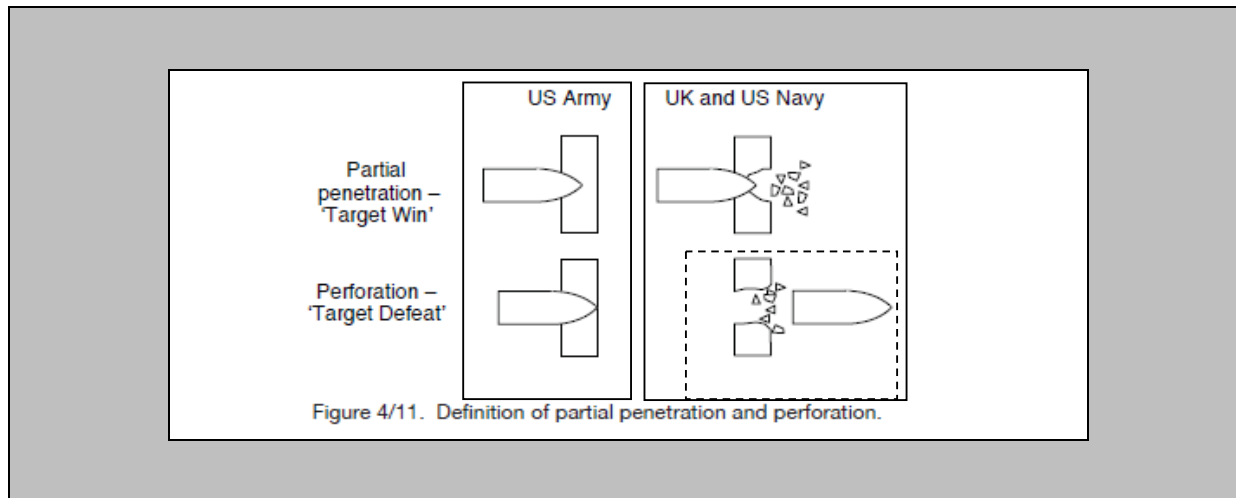 US Army
UK and US Navy
Partial
penetration –
‘Target Win’
Perforation –
‘Target Defeat’
Figure 4/11. Definition of partial penetration and perforation.